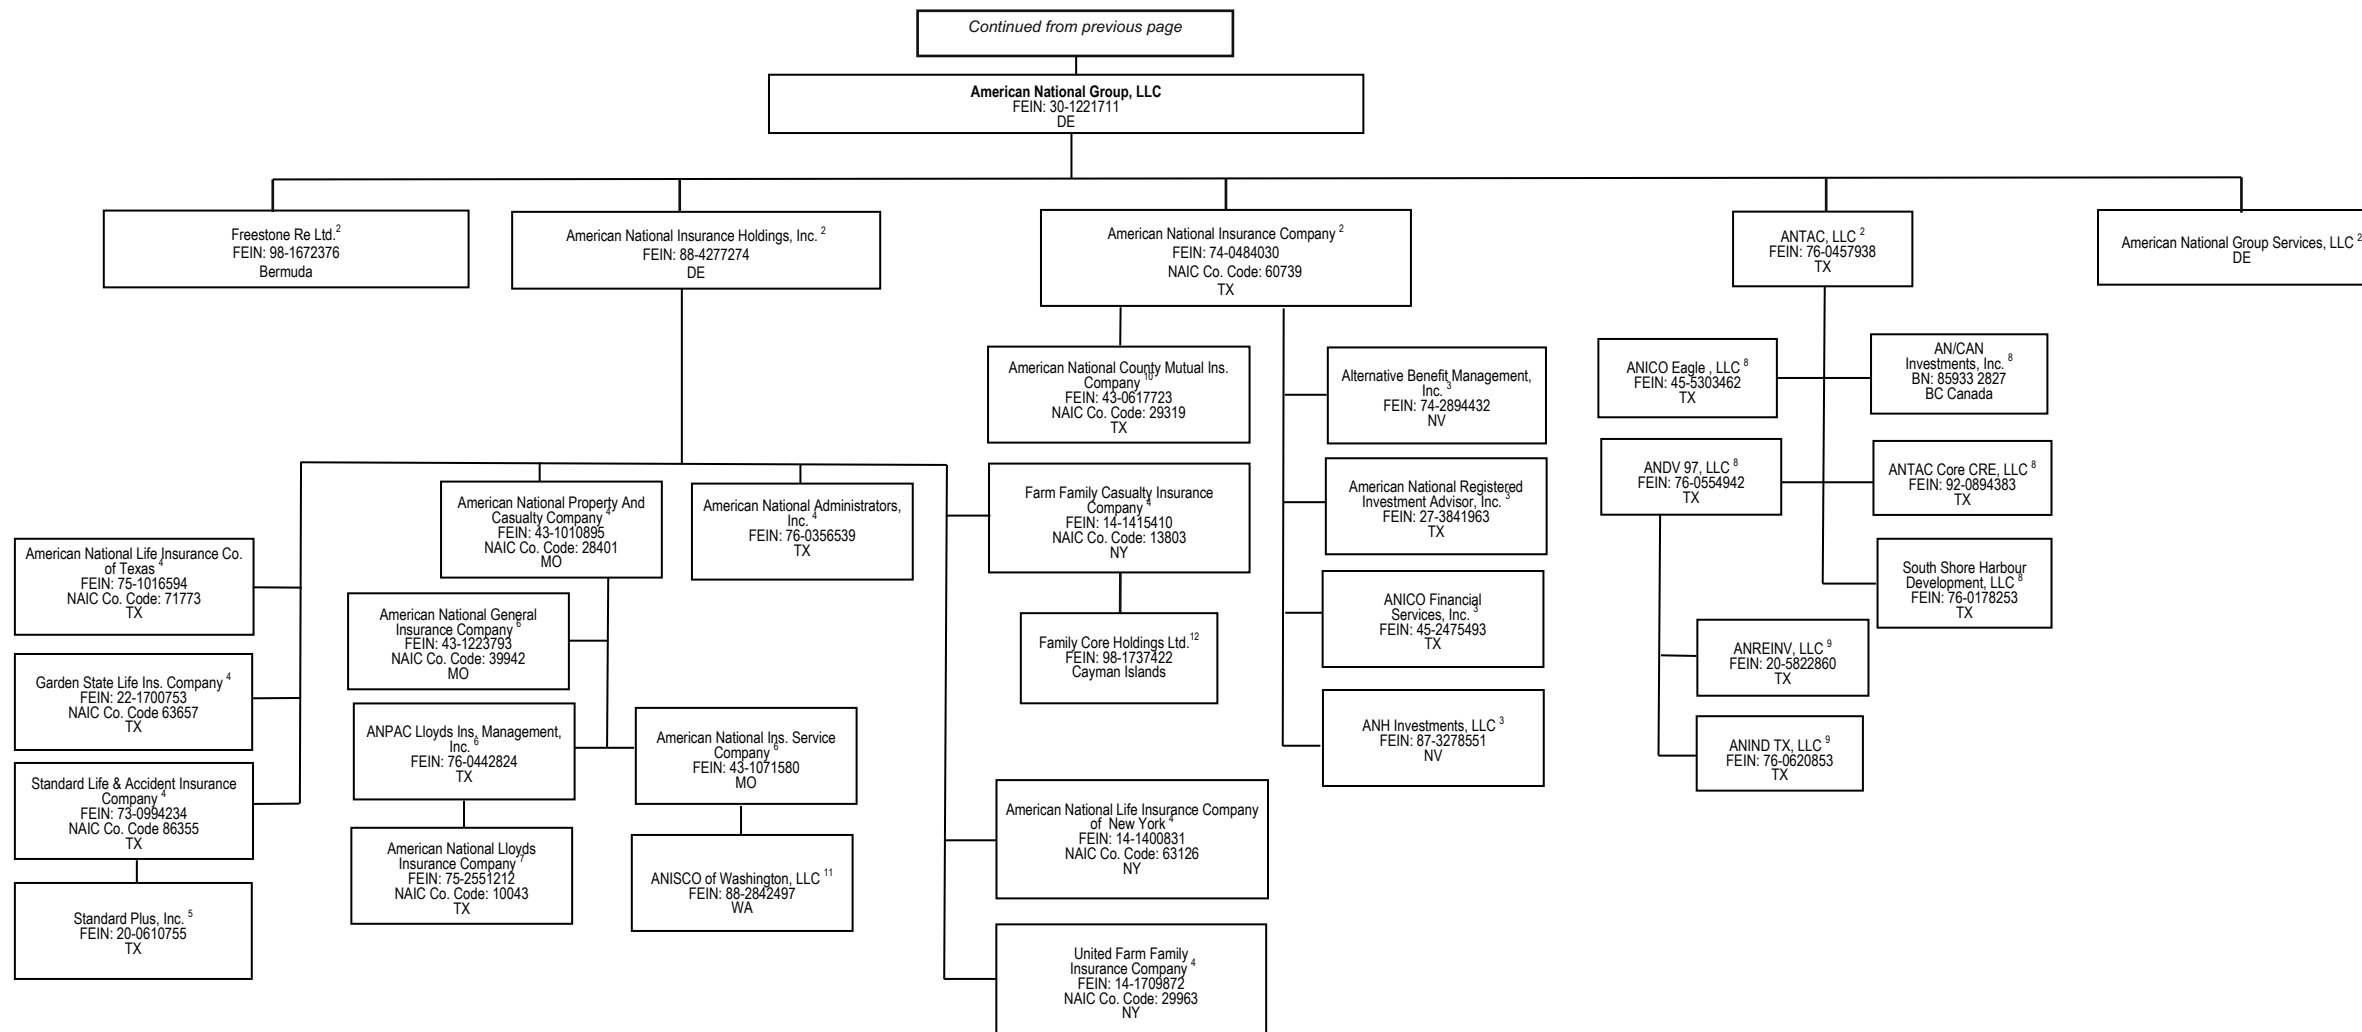 Continued from previous page
American National Group, LLC
FEIN: 30-1221711
DE
Freestone Re Ltd.2
FEIN: 98-1672376
Bermuda
American National Insurance Holdings, Inc. 2
FEIN: 88-4277274
DE
American National Insurance Company 2
FEIN: 74-0484030
NAIC Co. Code: 60739
TX
ANTAC, LLC 2
FEIN: 76-0457938
TX
American National Group Services, LLC 2
DE
American National Life Insurance Co.
of Texas 4
FEIN: 75-1016594
NAIC Co. Code: 71773
TX
Garden State Life Ins. Company 4
FEIN: 22-1700753
NAIC Co. Code 63657
TX
Standard Life & Accident Insurance
Company 4
FEIN: 73-0994234
NAIC Co. Code 86355
TX
Standard Plus, Inc. 5
FEIN: 20-0610755
TX
American National Property And
Casualty Company 4
FEIN: 43-1010895
NAIC Co. Code: 28401
MO
American National General
Insurance Company 6
FEIN: 43-1223793
NAIC Co. Code: 39942
MO
ANPAC Lloyds Ins. Management,
Inc. 6
FEIN: 76-0442824
TX
American National Lloyds
Insurance Company 7
FEIN: 75-2551212
NAIC Co. Code: 10043
TX
American National Ins. Service
Company 6
FEIN: 43-1071580
MO
ANISCO of Washington, LLC 11
FEIN: 88-2842497
WA
American National Administrators,
Inc. 4
FEIN: 76-0356539
TX
Farm Family Casualty Insurance
Company 4
FEIN: 14-1415410
NAIC Co. Code: 13803
NY
Family Core Holdings Ltd.12
FEIN: 98-1737422
Cayman Islands
American National Life Insurance Company
of New York 4
FEIN: 14-1400831
NAIC Co. Code: 63126
NY
United Farm Family
Insurance Company 4
FEIN: 14-1709872
NAIC Co. Code: 29963
NY
American National County Mutual Ins.
Company 10
FEIN: 43-0617723
NAIC Co. Code: 29319
TX
Alternative Benefit Management,
Inc. 3
FEIN: 74-2894432
NV
American National Registered
Investment Advisor, Inc. 3
FEIN: 27-3841963
TX
ANICO Financial
Services, Inc. 3
FEIN: 45-2475493
TX
ANH Investments, LLC 3
FEIN: 87-3278551
NV
ANICO Eagle , LLC 8
FEIN: 45-5303462
TX
AN/CAN
Investments, Inc. 8
BN: 85933 2827
BC Canada
ANDV 97, LLC 8
FEIN: 76-0554942
TX
ANTAC Core CRE, LLC 8
FEIN: 92-0894383
TX
South Shore Harbour
Development, LLC 8
FEIN: 76-0178253
TX
ANREINV, LLC 9
FEIN: 20-5822860
TX
ANIND TX, LLC 9
FEIN: 76-0620853
TX